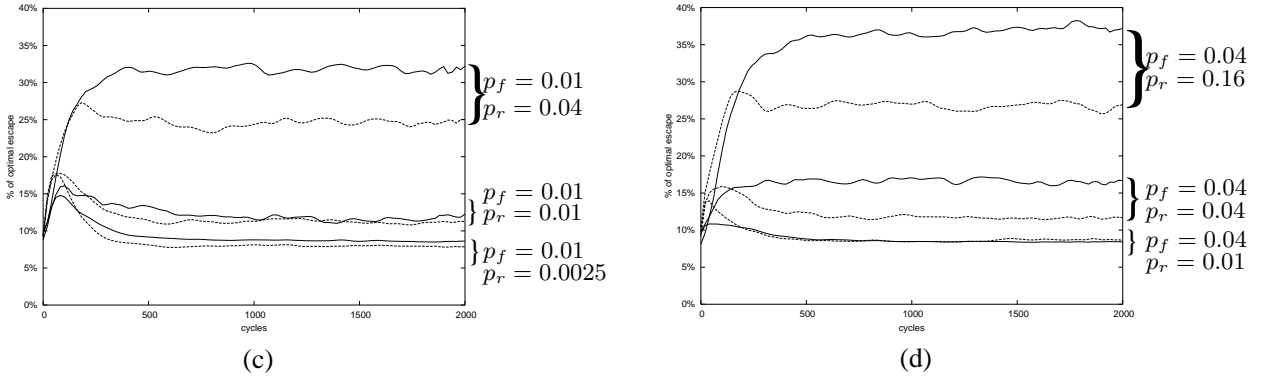 40%
35%
30%
25%
20%
15%
10%
5%
0%
% of optimal escape
0
500
1000
1500
2000
cycles
p_f = 0.01
p_r = 0.04
p_f = 0.01
p_r = 0.01
p_f = 0.01
p_r = 0.0025
(c)
40%
35%
30%
25%
20%
15%
10%
5%
0%
% of optimal escape
0
500
1000
1500
2000
cycles
p_f = 0.04
p_r = 0.16
p_f = 0.04
p_r = 0.04
p_f = 0.04
p_r = 0.01
(d)